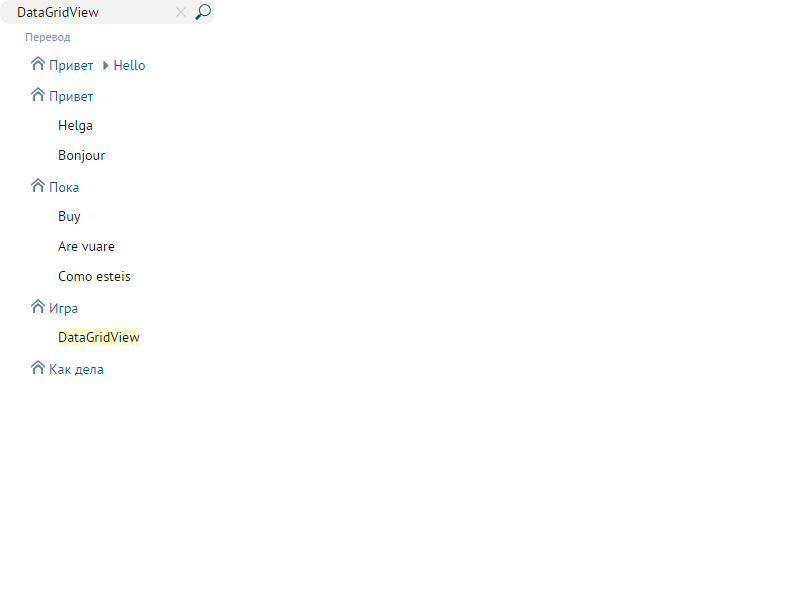 DataGridView
Перевод
Привет Hello
Привет
Helga
Bonjour
Пока
Buy
Are vuare
Como esteis
Игра
DataGridView
Как дела